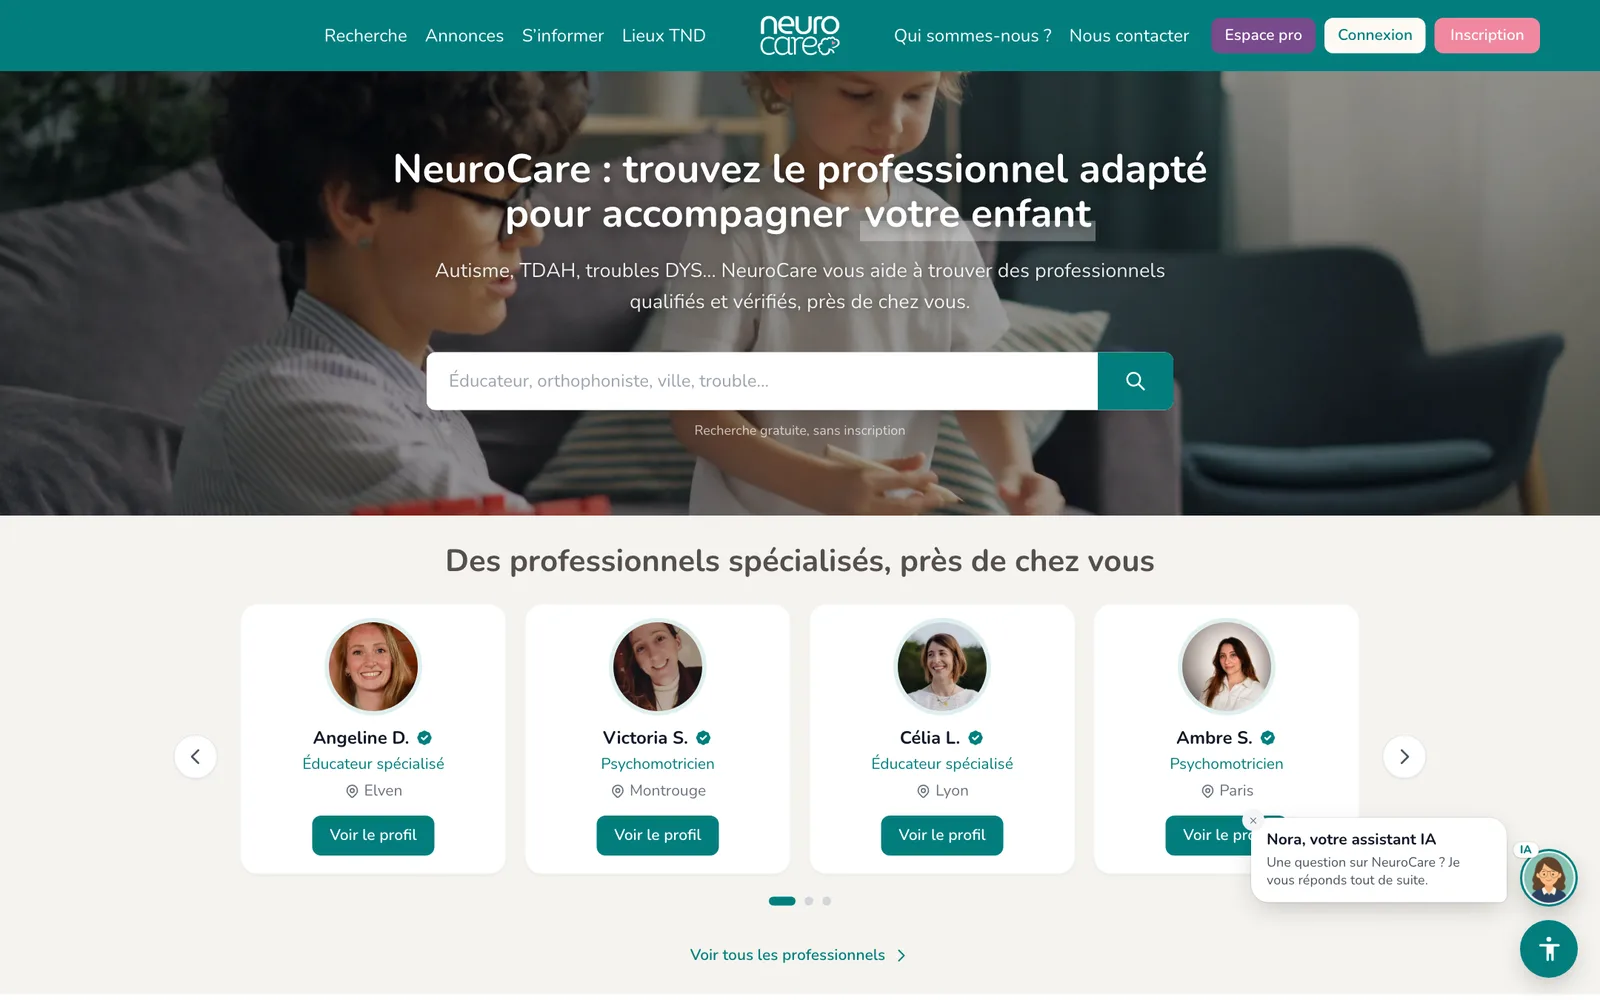 Recherche
Annonces
S'informer
Lieux TND
neuro
care
Qui sommes-nous ?
Nous contacter
Espace pro
Connexion
Inscription
NeuroCare : trouvez le professionnel adapté
pour accompagner votre enfant
Autisme, TDAH, troubles DYS... NeuroCare vous aide à trouver des professionnels
qualifiés et vérifiés, près de chez vous.
Éducateur, orthophoniste, ville, trouble...
Recherche gratuite, sans inscription
Des professionnels spécialisés, près de chez vous
Angeline D.
Éducateur spécialisé
Elven
Voir le profil
Victoria S.
Psychomotricien
Montrouge
Voir le profil
Célia L.
Éducateur spécialisé
Lyon
Voir le profil
Ambre S.
Psychomotricien
Paris
Voir le
Nora, votre assistant IA
Une question sur NeuroCare ? Je
vous réponds tout de suite.
IA
Voir tous les professionnels